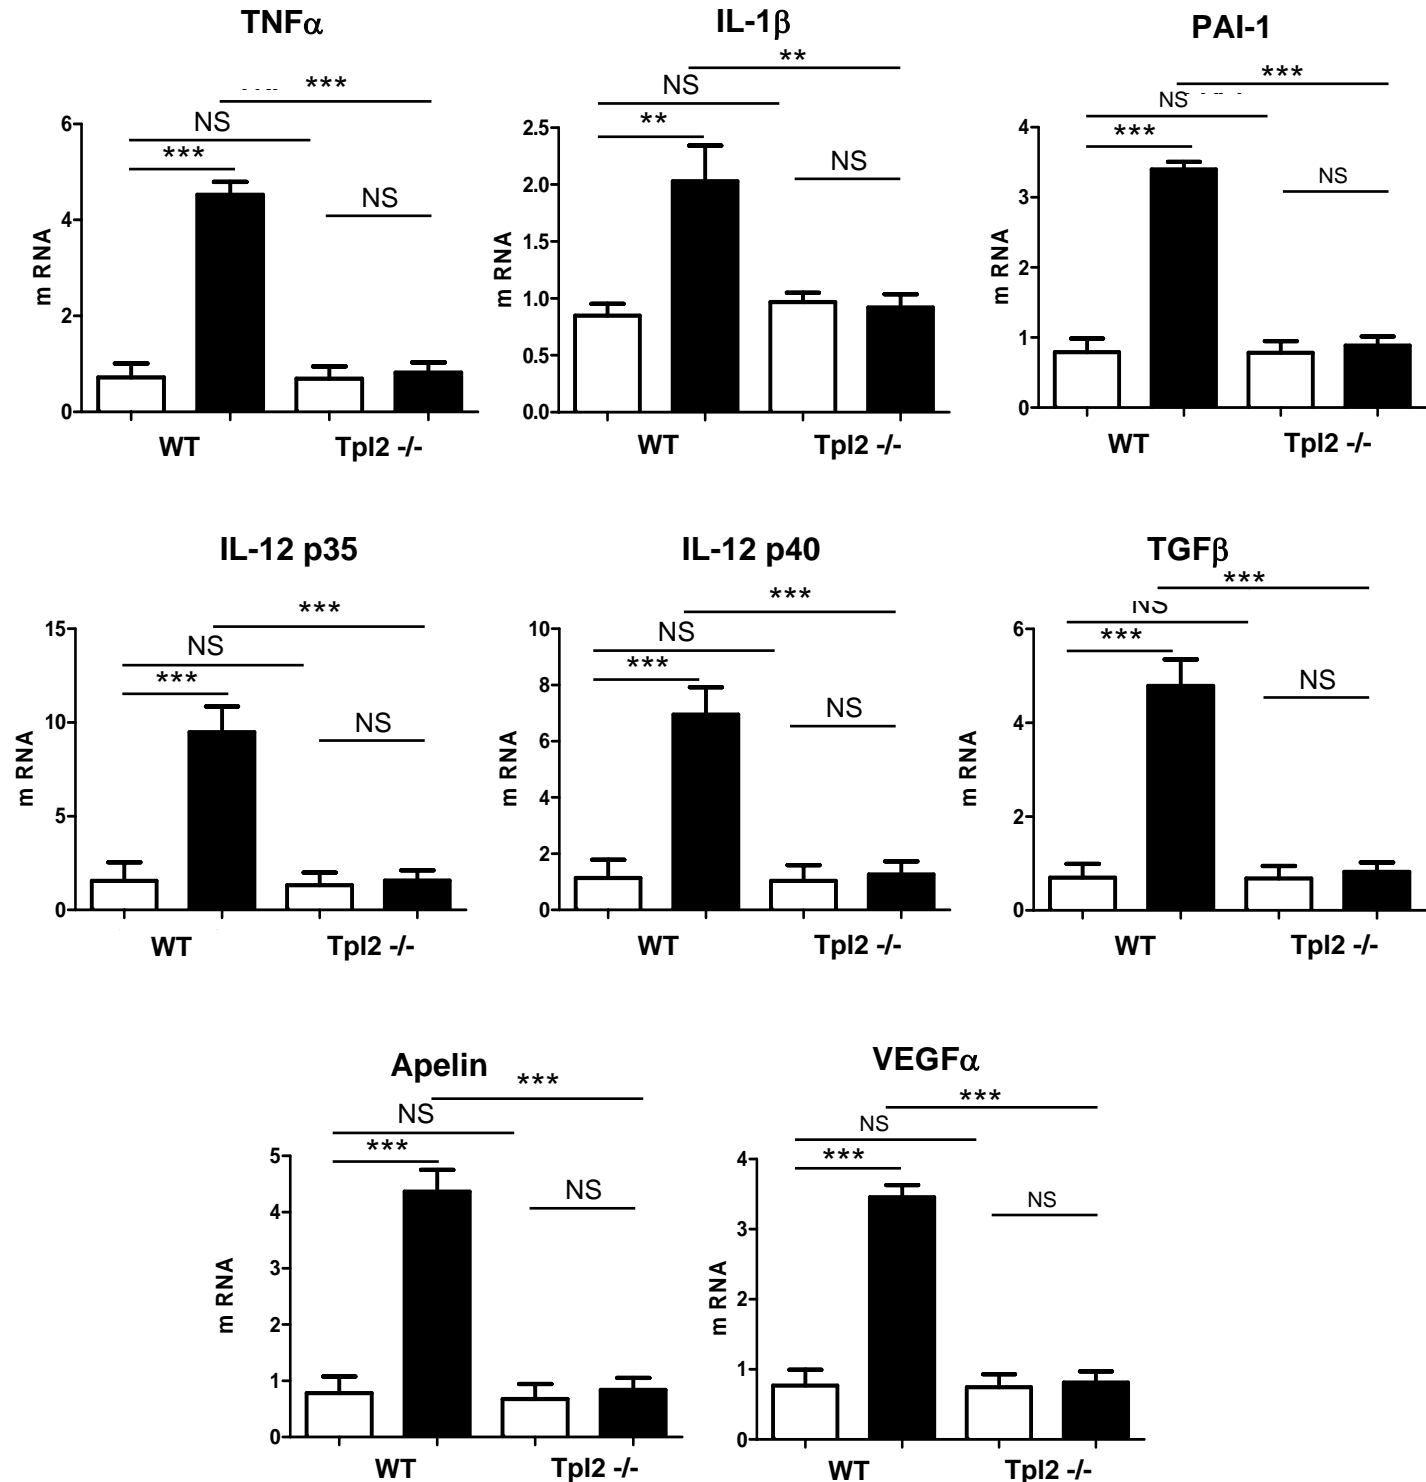 TNFα
***
NS
***
NS
6
4
2
0
m RNA
WT Tpl2 -/-
IL-1β
**
NS
**
NS
2.5
2.0
1.5
1.0
0.5
0.0
m RNA
WT Tpl2 -/-
PAI-1
***
NS
***
NS
4
3
2
1
0
m RNA
WT Tpl2 -/-
IL-12 p35
***
NS
***
NS
15
10
5
0
m RNA
WT Tpl2 -/-
IL-12 p40
***
NS
***
NS
10
8
6
4
2
0
m RNA
WT Tpl2 -/-
TGFβ
***
NS
***
NS
6
4
2
0
m RNA
WT Tpl2 -/-
Apelin
***
NS
***
NS
5
4
3
2
1
0
m RNA
WT Tpl2 -/-
VEGFα
***
NS
***
NS
4
3
2
1
0
m RNA
WT Tpl2 -/-